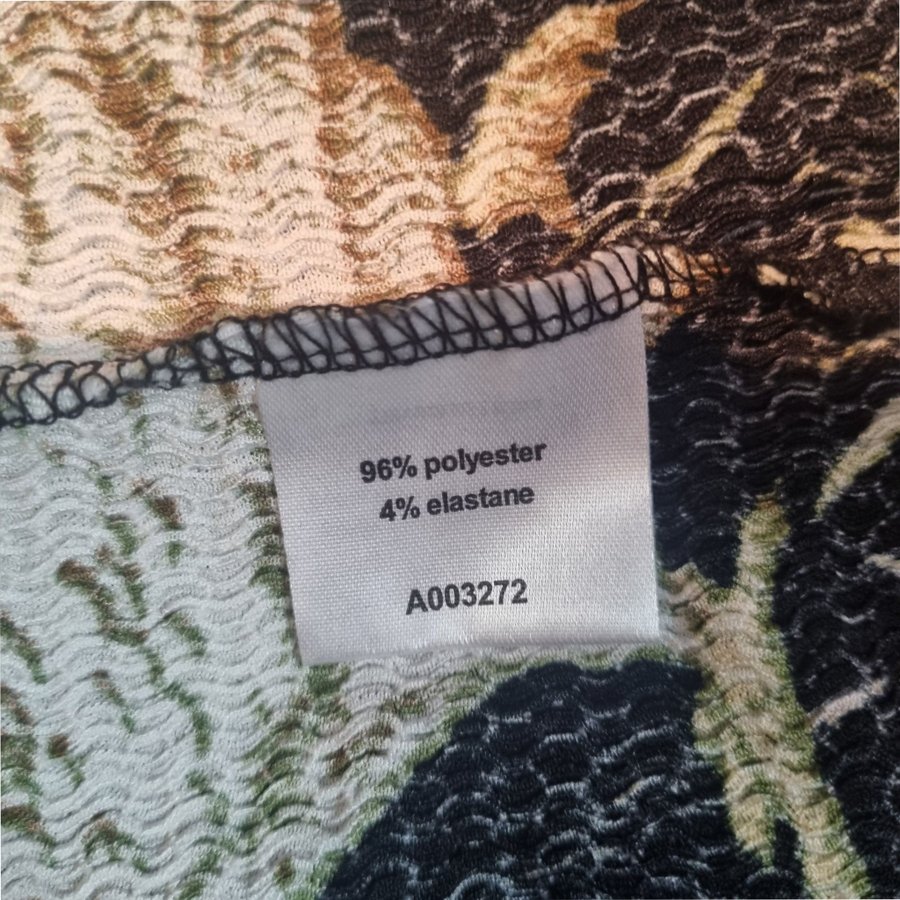 96% polyester
4% elastane
A003272